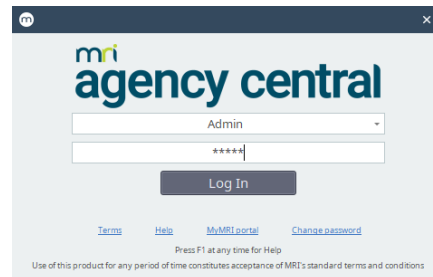 m
×
mri
agency central
Admin
*****
Log In
Terms Help MyMRI portal Change password
Press F1 at any time for Help
Use of this product for any period of time constitutes acceptance of MRI's standard terms and conditions